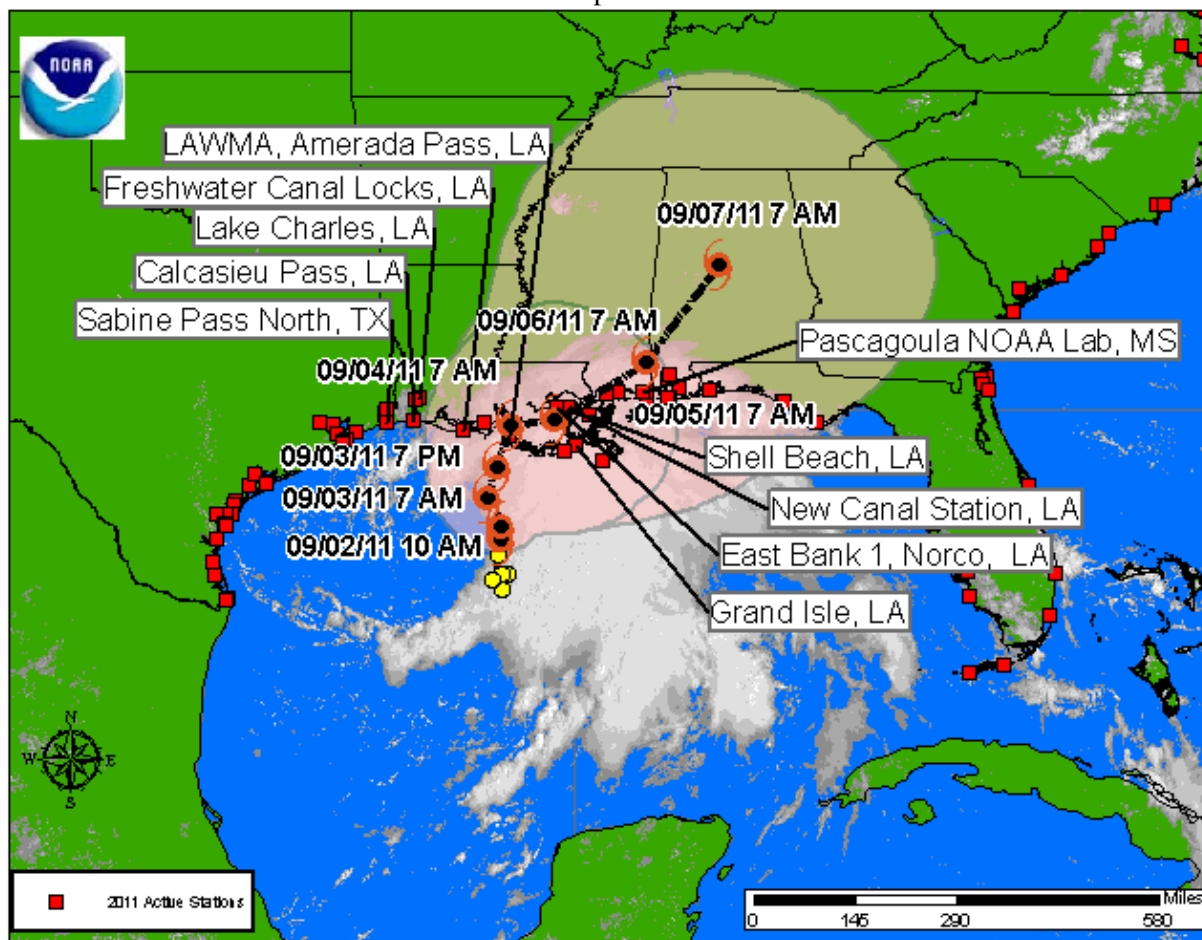 NOAA
LAWMA, Amerada Pass, LA
Freshwater Canal Locks, LA
Lake Charles, LA
Calcasieu Pass, LA
Sabine Pass North, TX
09/07/11 7 AM
09/06/11 7 AM
Pascagoula NOAA Lab, MS
09/04/11 7 AM
09/05/11 7 AM
09/03/11 7 PM
Shell Beach, LA
09/03/11 7 AM
New Canal Station, LA
09/02/11 10 AM
East Bank 1, Norco, LA
Grand Isle, LA
N
W E
S
2011 Active Stations
Miles
0 145 290 580